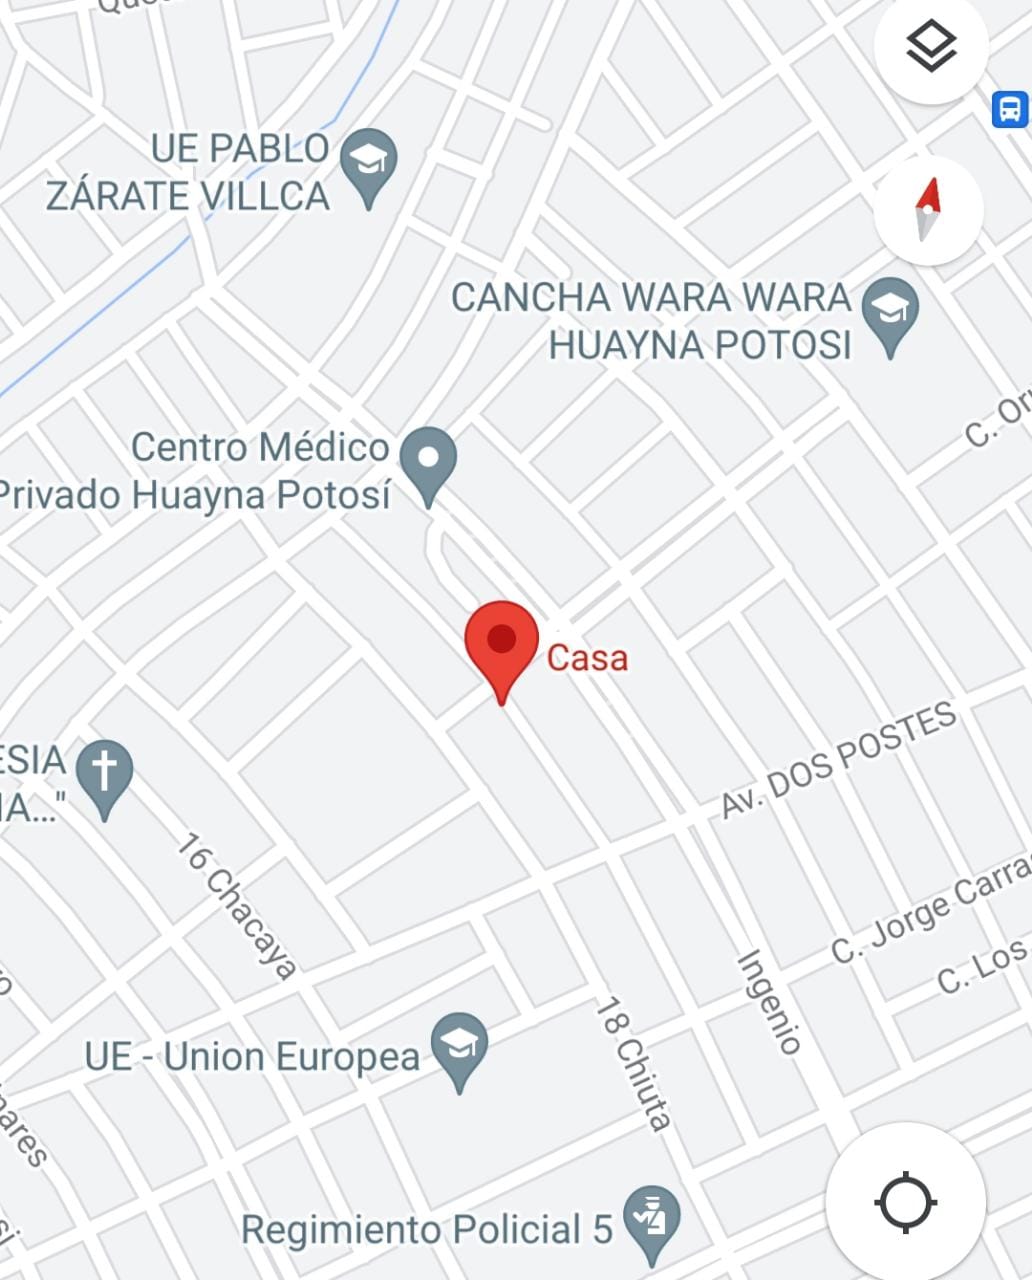 UE PABLO
ZÁRATE VILLCA
CANCHA WARA WARA
HUAYNA POTOSI
Centro Médico
Privado Huayna Potosí
Casa
Av. DOS POSTES
16 Chacaya
C. Jorge
C. Los
Ingenio
18 Chiuta
UE - Union Europea
Regimiento Policial 5